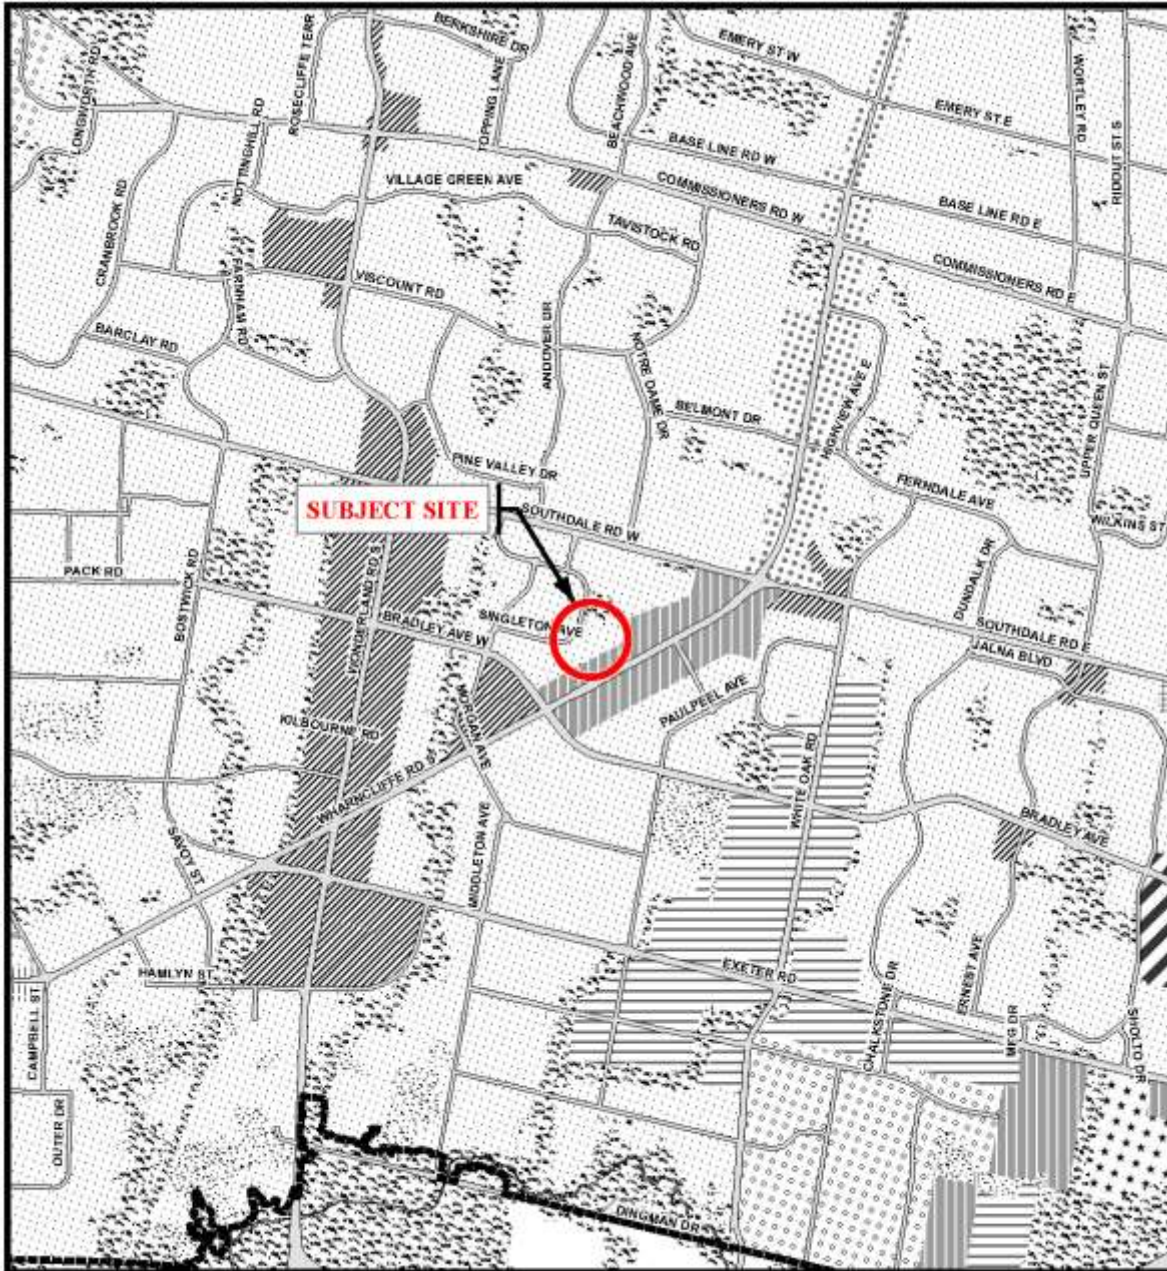 BERKSHIRE DR
EMERY ST W
ROSECLIFFE TERR
TOPPING LANE
BEACHWOOD AVE
WORTLEY RD
LONGWORTH RD
NOTTINGHILL RD
EMERY ST E
RIDOUT ST S
BASE LINE RD W
VILLAGE GREEN AVE
COMMISSIONERS RD W
BASE LINE RD E
CRANBROOK RD
TAVISTOCK RD
COMMISSIONERS RD E
FARNHAM RD
VISCOUNT RD
BARCLAY RD
ANDOVER DR
NOTRE DAME DR
HIGHVIEW AVE E
UPPER QUEEN ST
BELMONT DR
PINE VALLEY DR
FERNDALE AVE
SUBJECT SITE
SOUTHDALE RD W
WILKINS ST
PACK RD
BOSTWICK RD
WONDERLAND RD S
DUNDALK DR
BRADLEY AVE W
SINGLETON AVE
SOUTHDALE RD E
JALNA BLVD
MORGAN AVE
PAULPEEL AVE
KILBOURNE RD
WHITE OAK RD
WHARNCLIFFE RD S
BRADLEY AVE
SAVOY ST
MIDDLETON AVE
HAMLYN ST
EXETER RD
CAMPBELL ST
CHALKSTONE DR
ERNEST AVE
MFG DR
SHOLTO DR
OUTER DR
DINGMAN DR